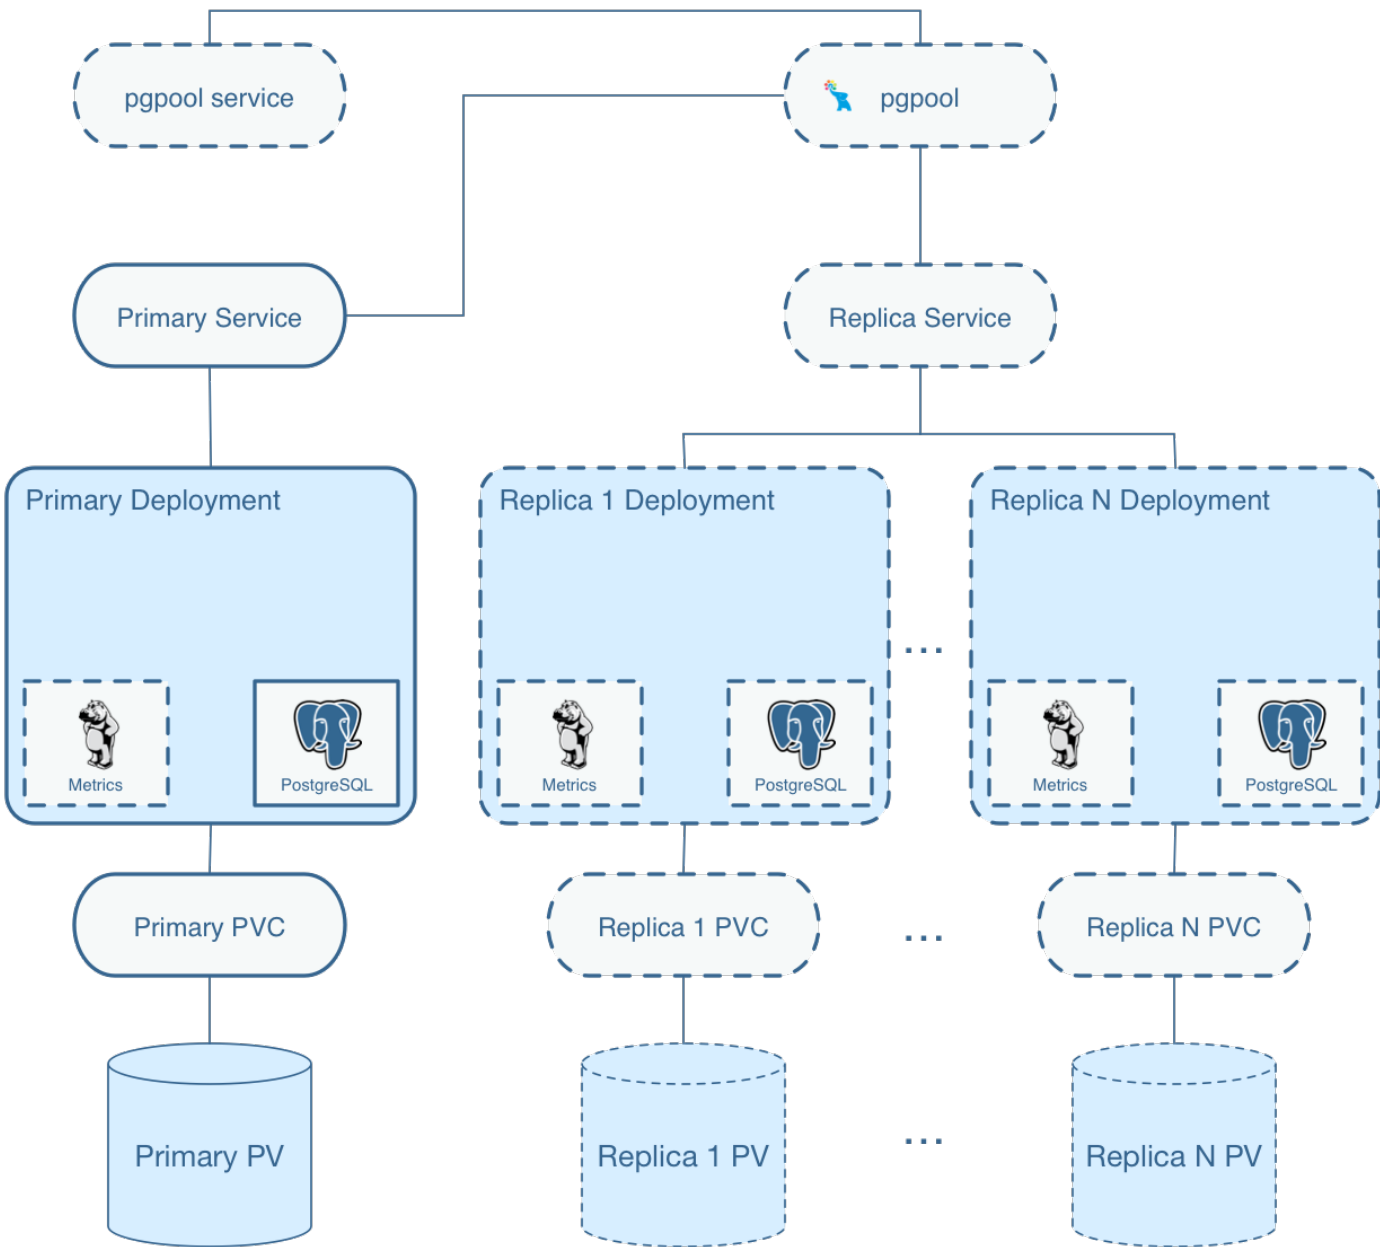 pgpool service
pgpool
Primary Service
Replica Service
Primary Deployment
Replica 1 Deployment
Replica N Deployment
...
Metrics
PostgreSQL
Metrics
PostgreSQL
Metrics
PostgreSQL
Primary PVC
Replica 1 PVC
...
Replica N PVC
Primary PV
Replica 1 PV
...
Replica N PV